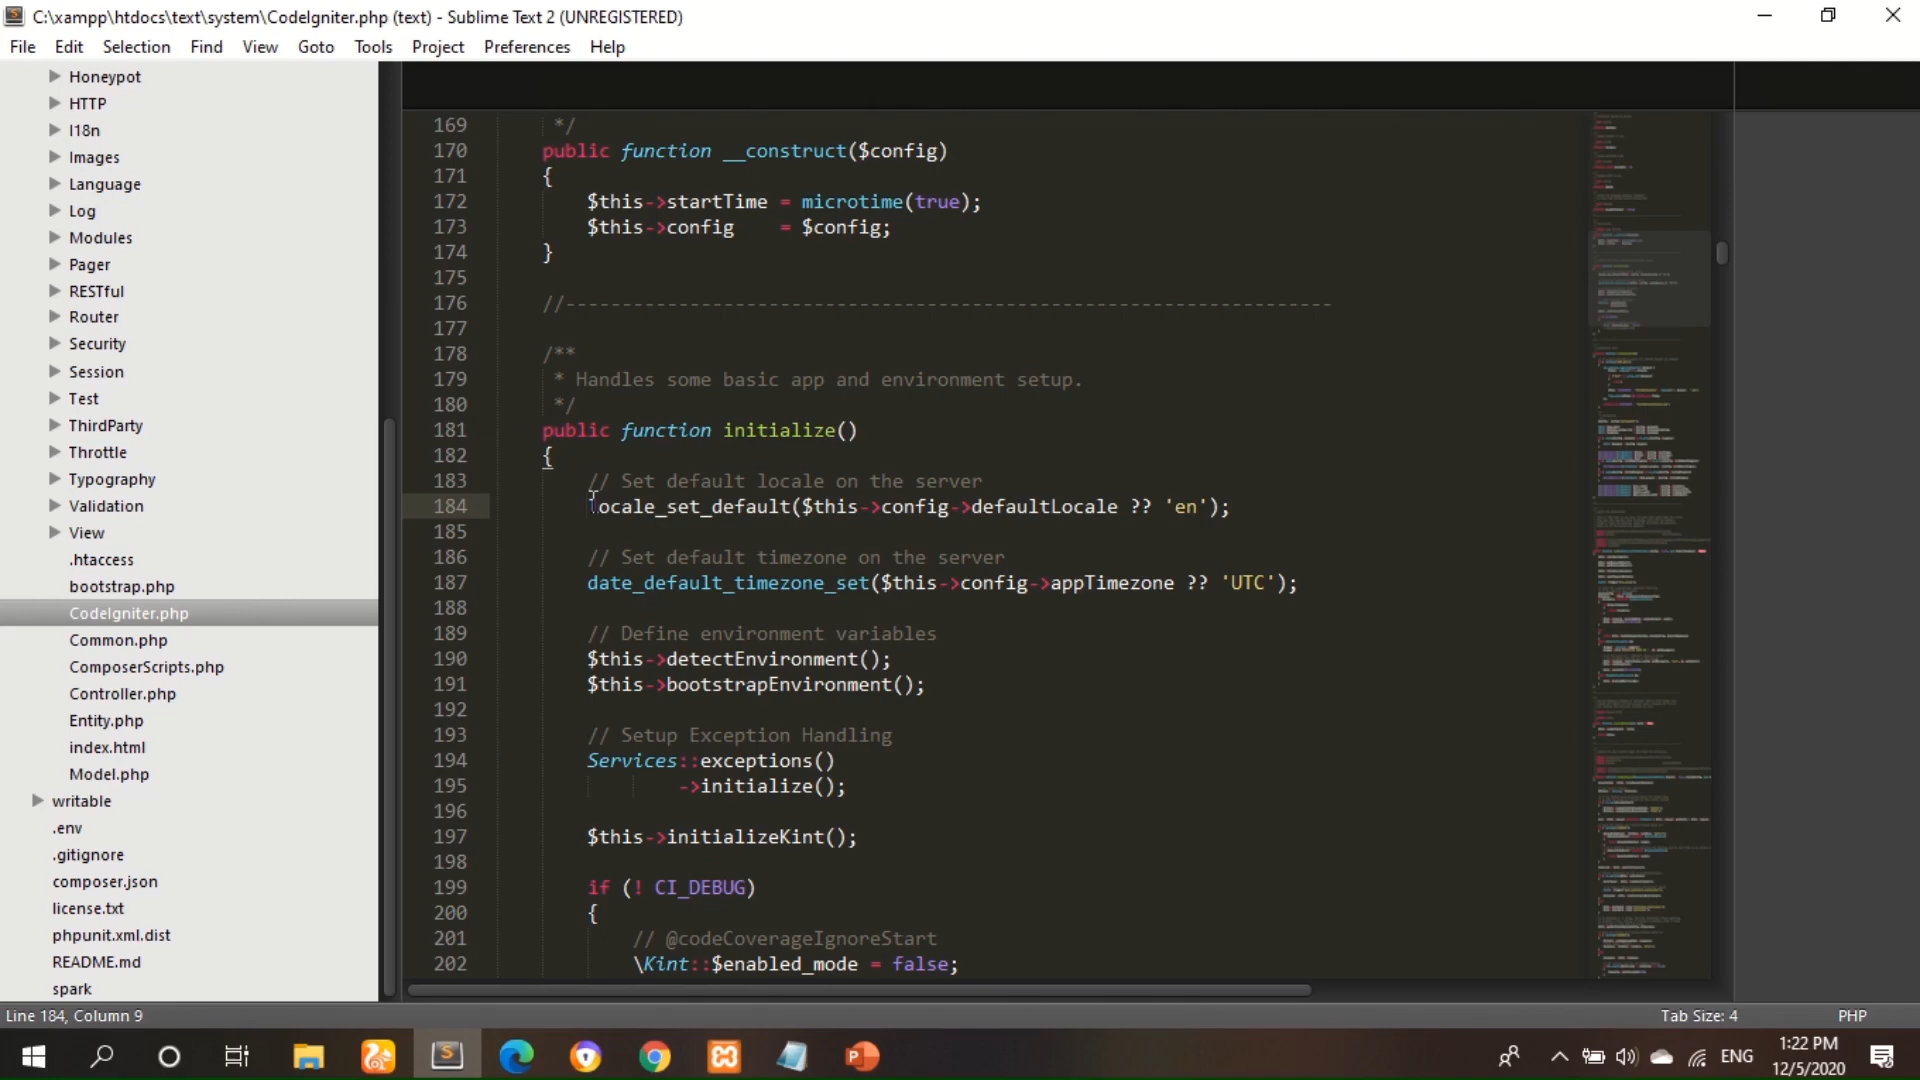 C:\xampp\htdocs\text\system\CodeIgniter.php (text) - Sublime Text 2 (UNREGISTERED)
File Edit Selection Find View Goto Tools Project Preferences Help
Honeypot
HTTP
I18n
Images
Language
Log
Modules
Pager
RESTful
Router
Security
Session
Test
ThirdParty
Throttle
Typography
Validation
View
.htaccess
bootstrap.php
CodeIgniter.php
Common.php
ComposerScripts.php
Controller.php
Entity.php
index.html
Model.php
writable
.env
.gitignore
composer.json
license.txt
phpunit.xml.dist
README.md
spark
169 */
170 public function __construct($config)
171 {
172 $this->startTime = microtime(true);
173 $this->config = $config;
174 }
175
176 //--------------------------------------------------------------------
177
178 /**
179 * Handles some basic app and environment setup.
180 */
181 public function initialize()
182 {
183 // Set default locale on the server
184 locale_set_default($this->config->defaultLocale ?? 'en');
185
186 // Set default timezone on the server
187 date_default_timezone_set($this->config->appTimezone ?? 'UTC');
188
189 // Define environment variables
190 $this->detectEnvironment();
191 $this->bootstrapEnvironment();
192
193 // Setup Exception Handling
194 Services::exceptions()
195 ->initialize();
196
197 $this->initializeKint();
198
199 if (! CI_DEBUG)
200 {
201 // @codeCoverageIgnoreStart
202 \Kint::$enabled_mode = false;
Line 184, Column 9
Tab Size: 4 PHP
ENG
1:22 PM
12/5/2020